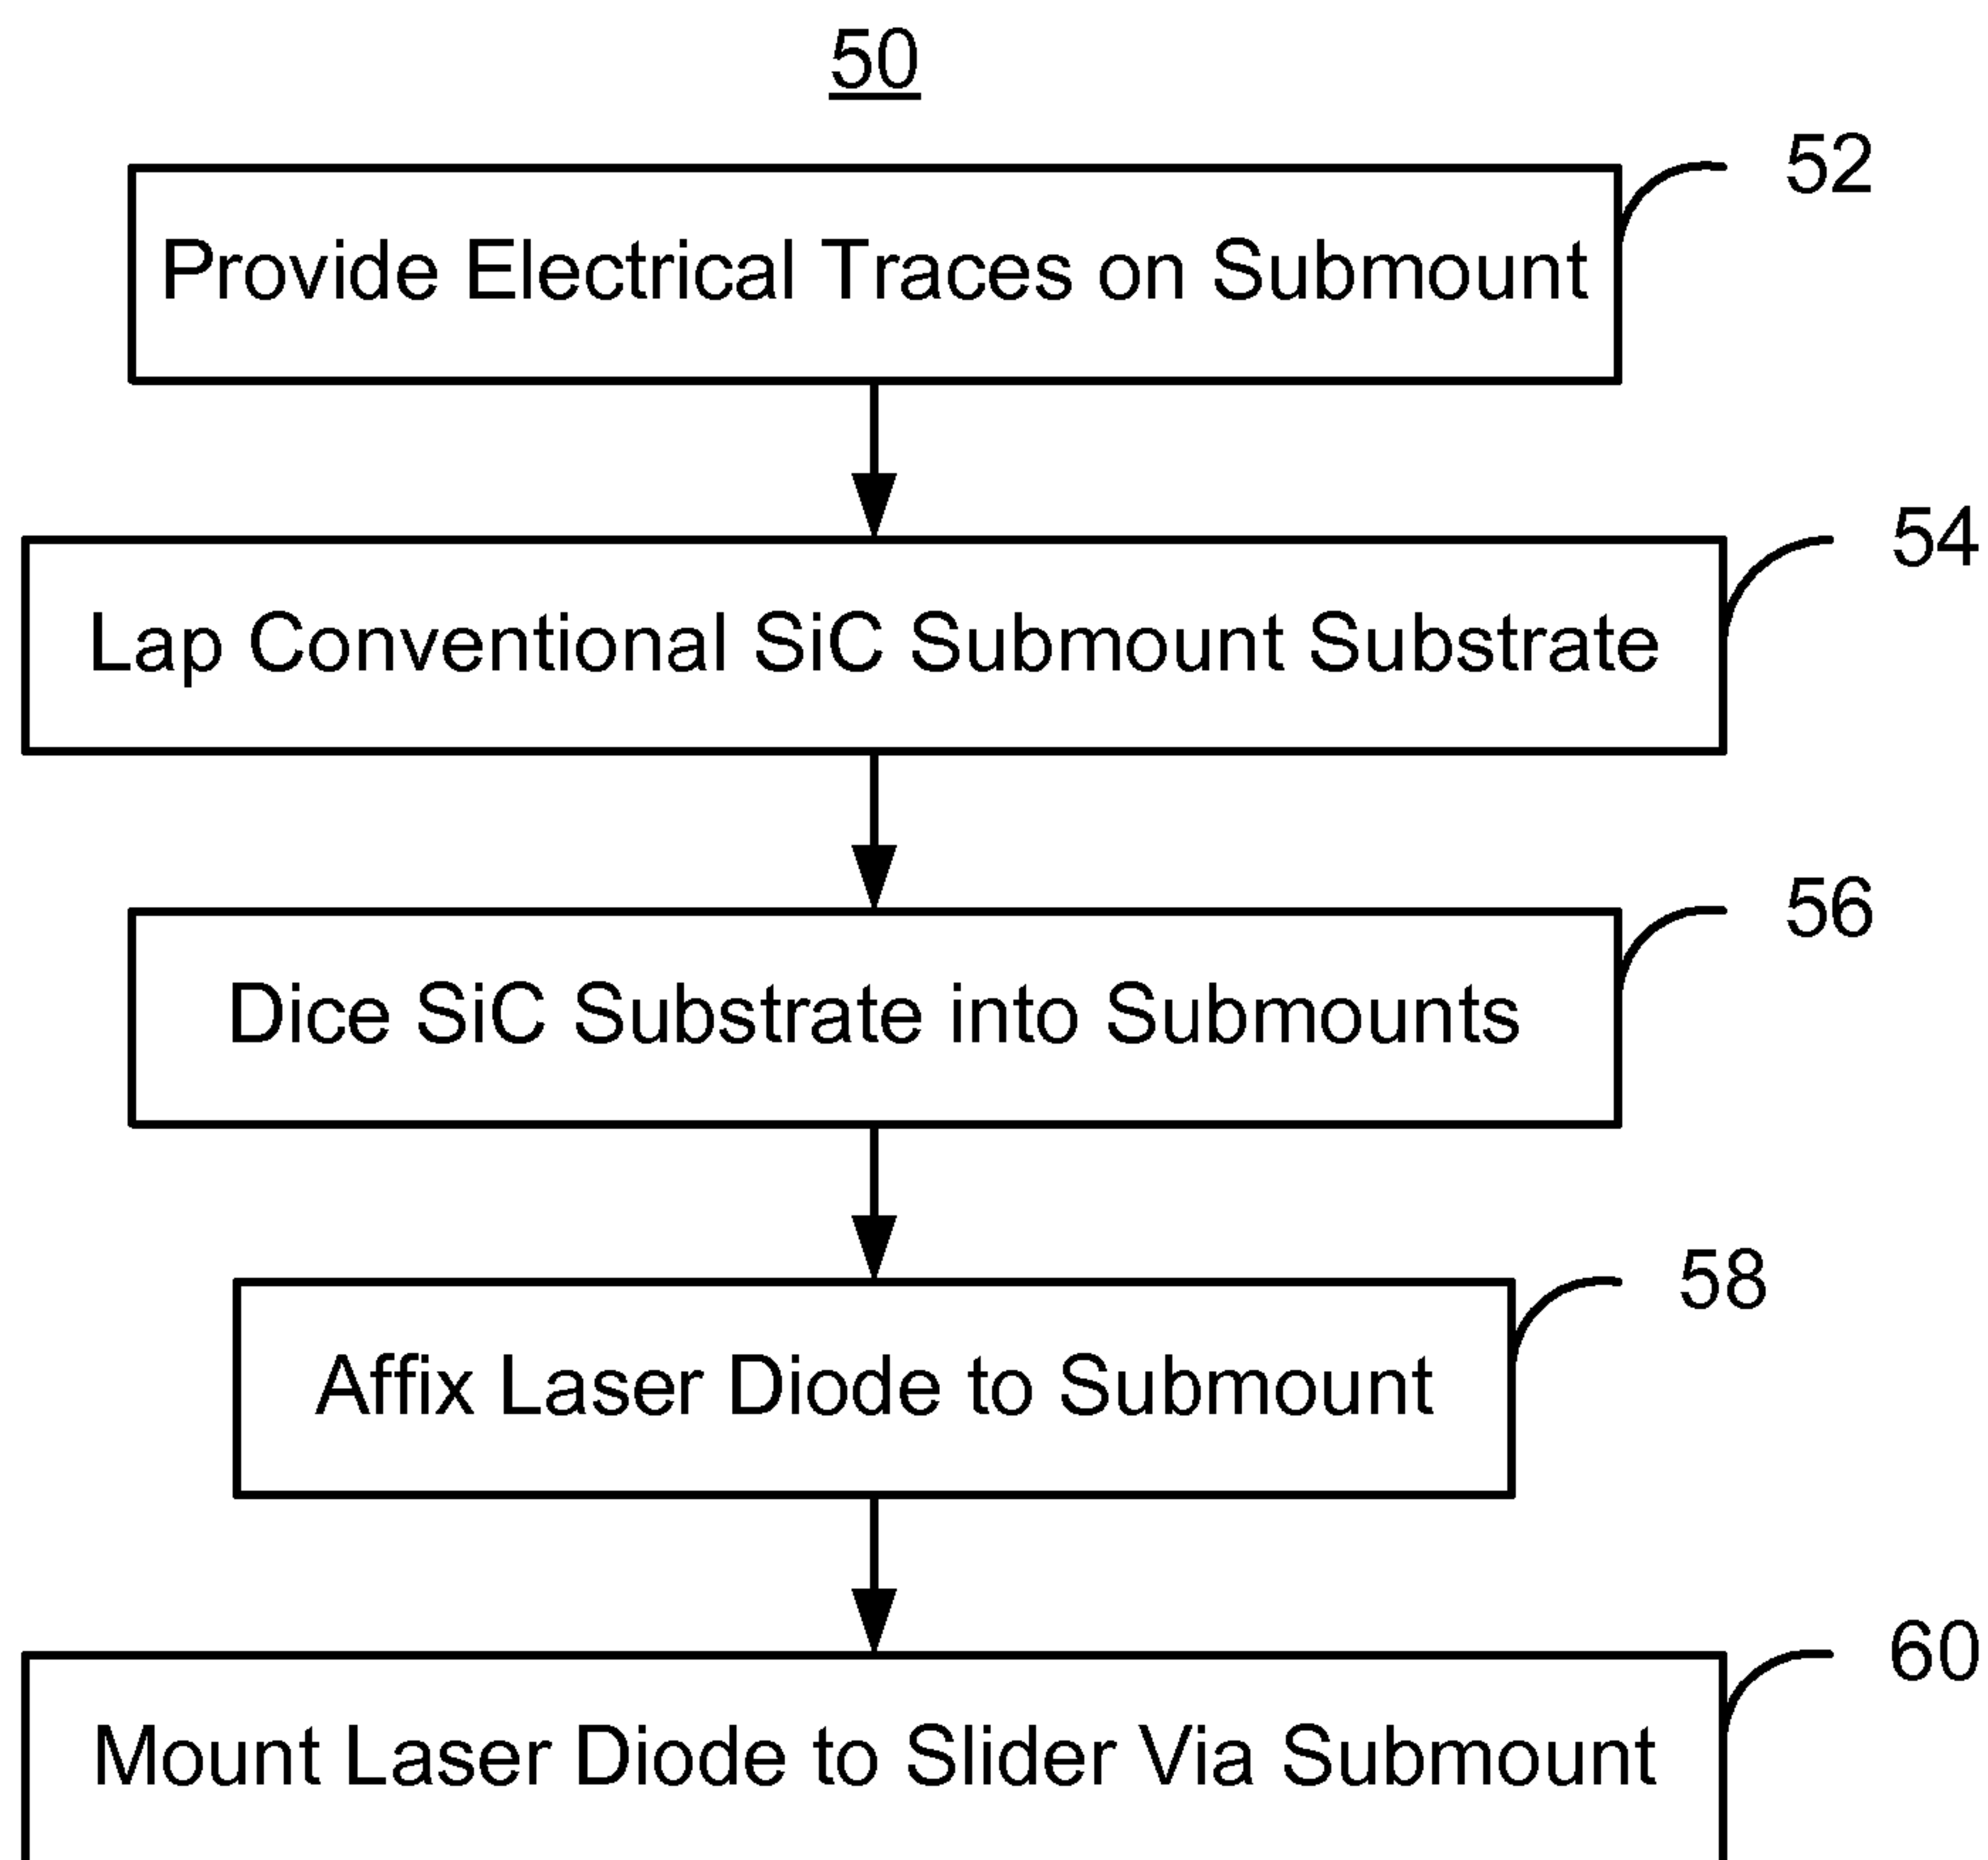 50
52
Provide Electrical Traces on Submount
54
Lap Conventional SiC Submount Substrate
56
Dice SiC Substrate into Submounts
58
Affix Laser Diode to Submount
60
Mount Laser Diode to Slider Via Submount